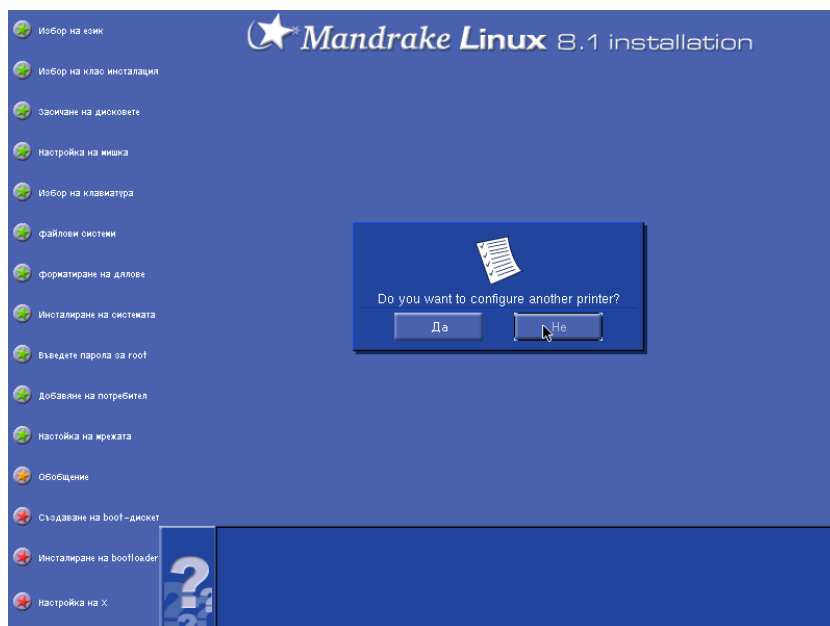 Mandrake Linux 8.1 installation
Избор на език
Избор на клас инсталация
Засичане на дисковете
Настройка на мишка
Избор на клавиатура
файлови системи
форматиране на дялове
Инсталиране на системата
Въведете парола за root
Добавяне на потребител
Настойка на мрежата
Обобщение
Създаване на boot-дискет
Инсталиране на bootloader
Настройка на X
Do you want to configure another printer?
Да
Не